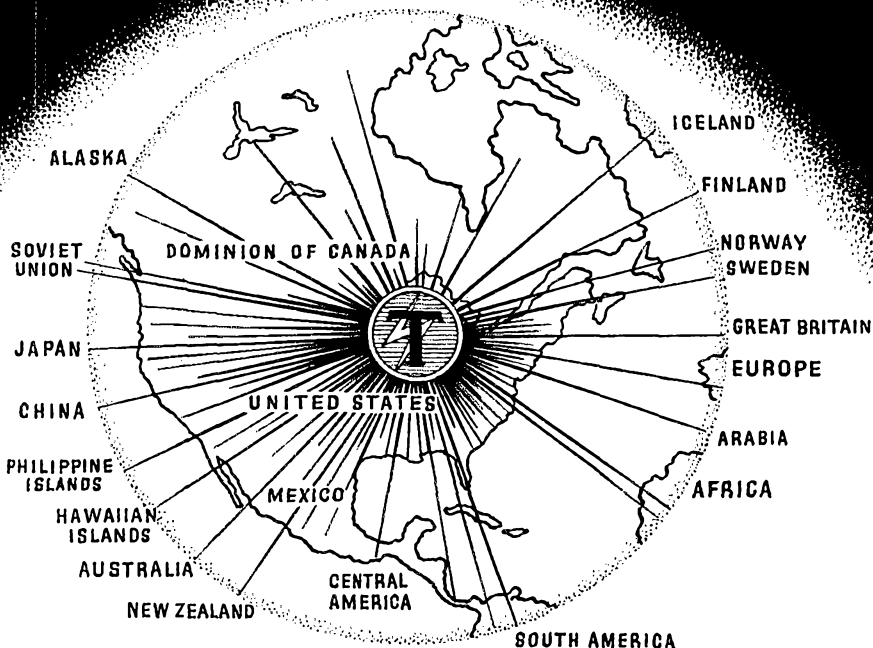 ICELAND
ALASKA
FINLAND
SOVIET
UNION
DOMINION OF CANADA
NORWAY
SWEDEN
T
GREAT BRITAIN
JAPAN
EUROPE
CHINA
UNITED STATES
ARABIA
PHILIPPINE
ISLANDS
MEXICO
AFRICA
HAWAIIAN
ISLANDS
AUSTRALIA
CENTRAL
AMERICA
NEW ZEALAND
SOUTH AMERICA